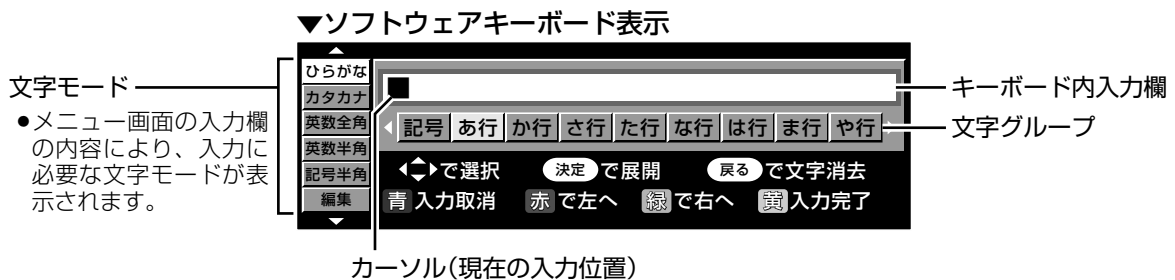 ▼ソフトウェアキーボード表示
文字モード
●メニュー画面の入力欄
の内容により、入力に
必要な文字モードが表
示されます。
ひらがな
カタカナ
英数全角
英数半角
記号半角
編集
キーボード内入力欄
記号 あ行 か行 さ行 た行 な行 は行 ま行 や行
文字グループ
で選択 決定 で展開 戻る で文字消去
青 入力取消 赤 で左へ 緑 で右へ 黄 入力完了
カーソル(現在の入力位置)